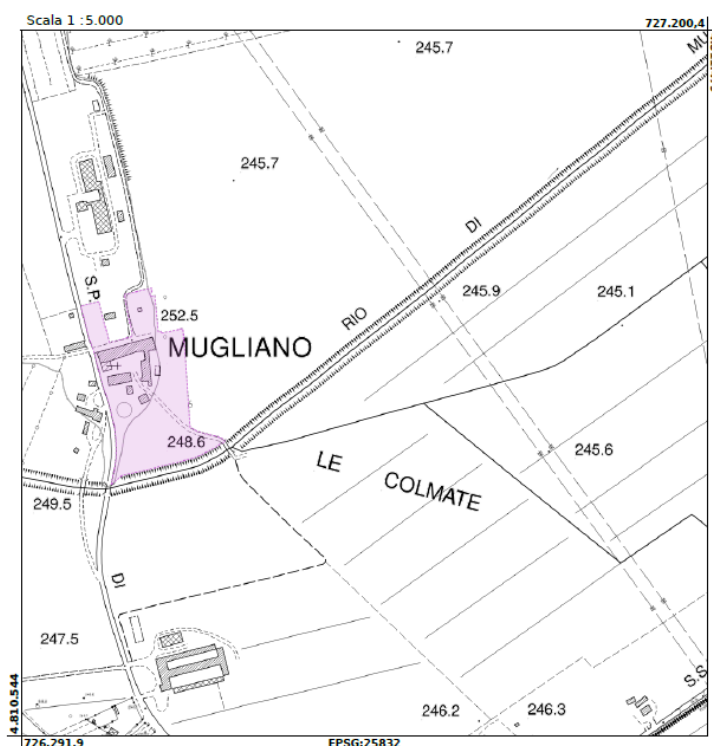 Scala 1 :5.000
727.200,4
245.7
MU
245.7
DI
S.P.
245.9
245.1
252.5
RIO
MUGLIANO
248.6
245.6
LE COLMATE
249.5
DI
247.5
S.S.
246.2
246.3
4.810.544
726.291,9
EPSG:25832